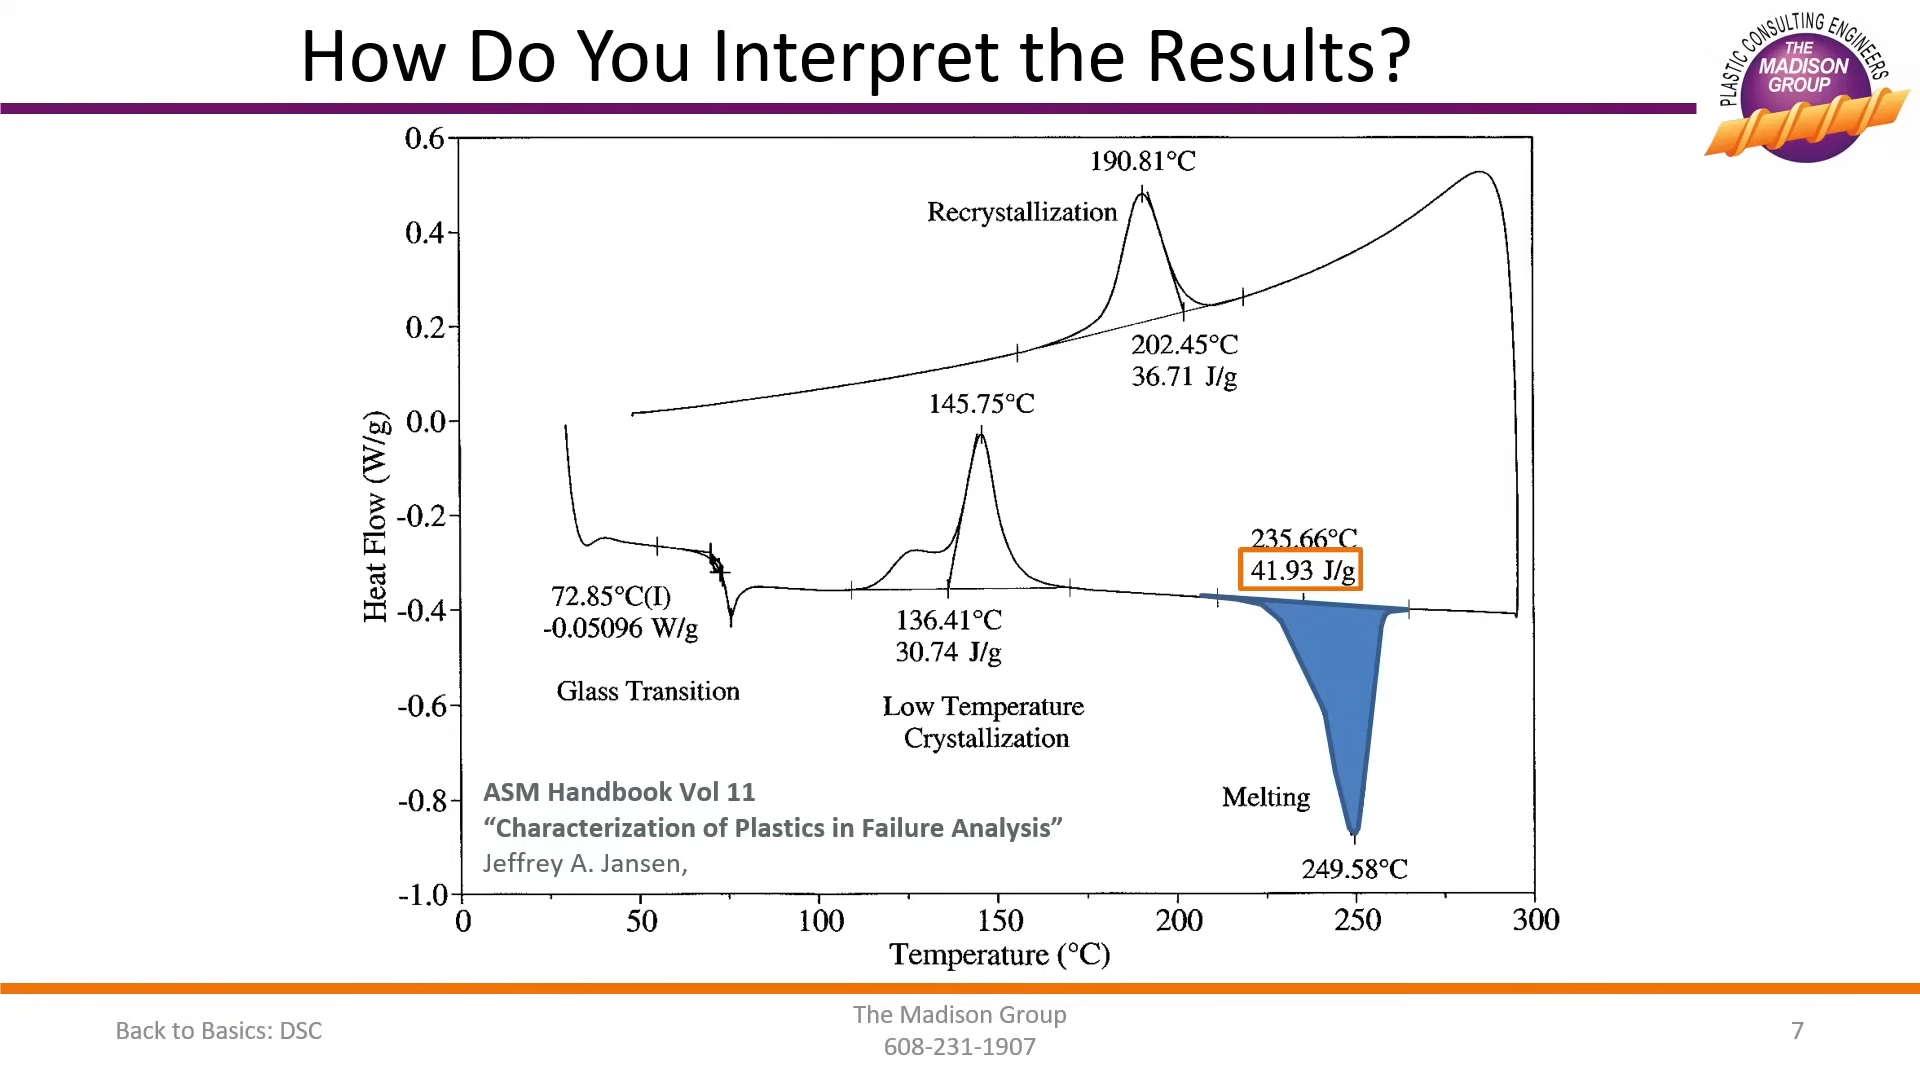 How Do You Interpret the Results?
PLASTIC CONSULTING ENGINEERS
THE
MADISON
GROUP
0.6
190.81°C
Recrystallization
0.4
0.2
202.45°C
36.71 J/g
145.75°C
0.0
Heat Flow (W/g)
-0.2
235.66°C
41.93 J/g
72.85°C(I)
-0.05096 W/g
-0.4
136.41°C
30.74 J/g
Glass Transition
Low Temperature
Crystallization
-0.6
Melting
-0.8
ASM Handbook Vol 11
“Characterization of Plastics in Failure Analysis”
Jeffrey A. Jansen,
249.58°C
-1.0
0 50 100 150 200 250 300
Temperature (°C)
Back to Basics: DSC
The Madison Group
608-231-1907
7